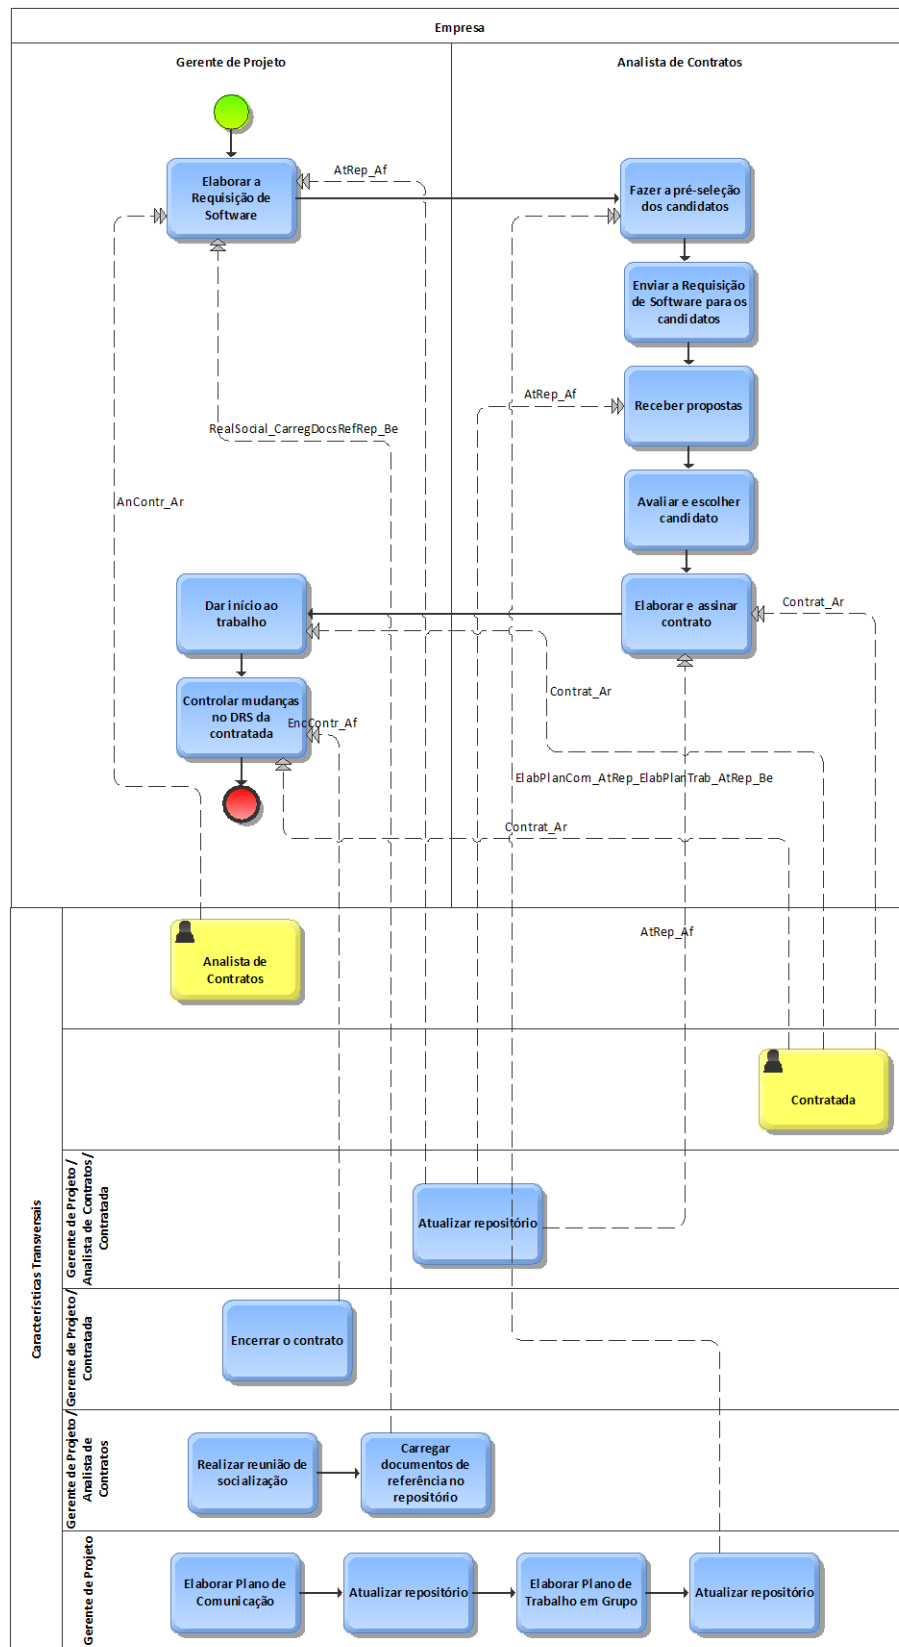 Empresa
Gerente de Projeto
Analista de Contratos
AtRep_Af
Elaborar a
Requisição de
Software
Fazer a pré-seleção
dos candidatos
Enviar a Requisição
de Software para os
candidatos
AtRep_Af
Receber propostas
RealSocial_CarregDocsRefRep_Be
AnContr_Ar
Avaliar e escolher
candidato
Dar início ao
trabalho
Elaborar e assinar
contrato
Contrat_Ar
Contrat_Ar
Controlar mudanças
no DRS da
contratada
EncContr_Af
ElabPlanCom_AtRep_ElabPlanTrab_AtRep_Be
Contrat_Ar
AtRep_Af
Características Transversais
Analista de
Contratos
Contratada
Gerente de Projeto /
Analista de Contratos /
Contratada
Atualizar repositório
Gerente de Projeto /
Contratada
Encerrar o contrato
Gerente de Projeto /
Analista de
Contratos
Realizar reunião de
socialização
Carregar
documentos de
referência no
repositório
Gerente de Projeto
Elaborar Plano de
Comunicação
Atualizar repositório
Elaborar Plano de
Trabalho em Grupo
Atualizar repositório